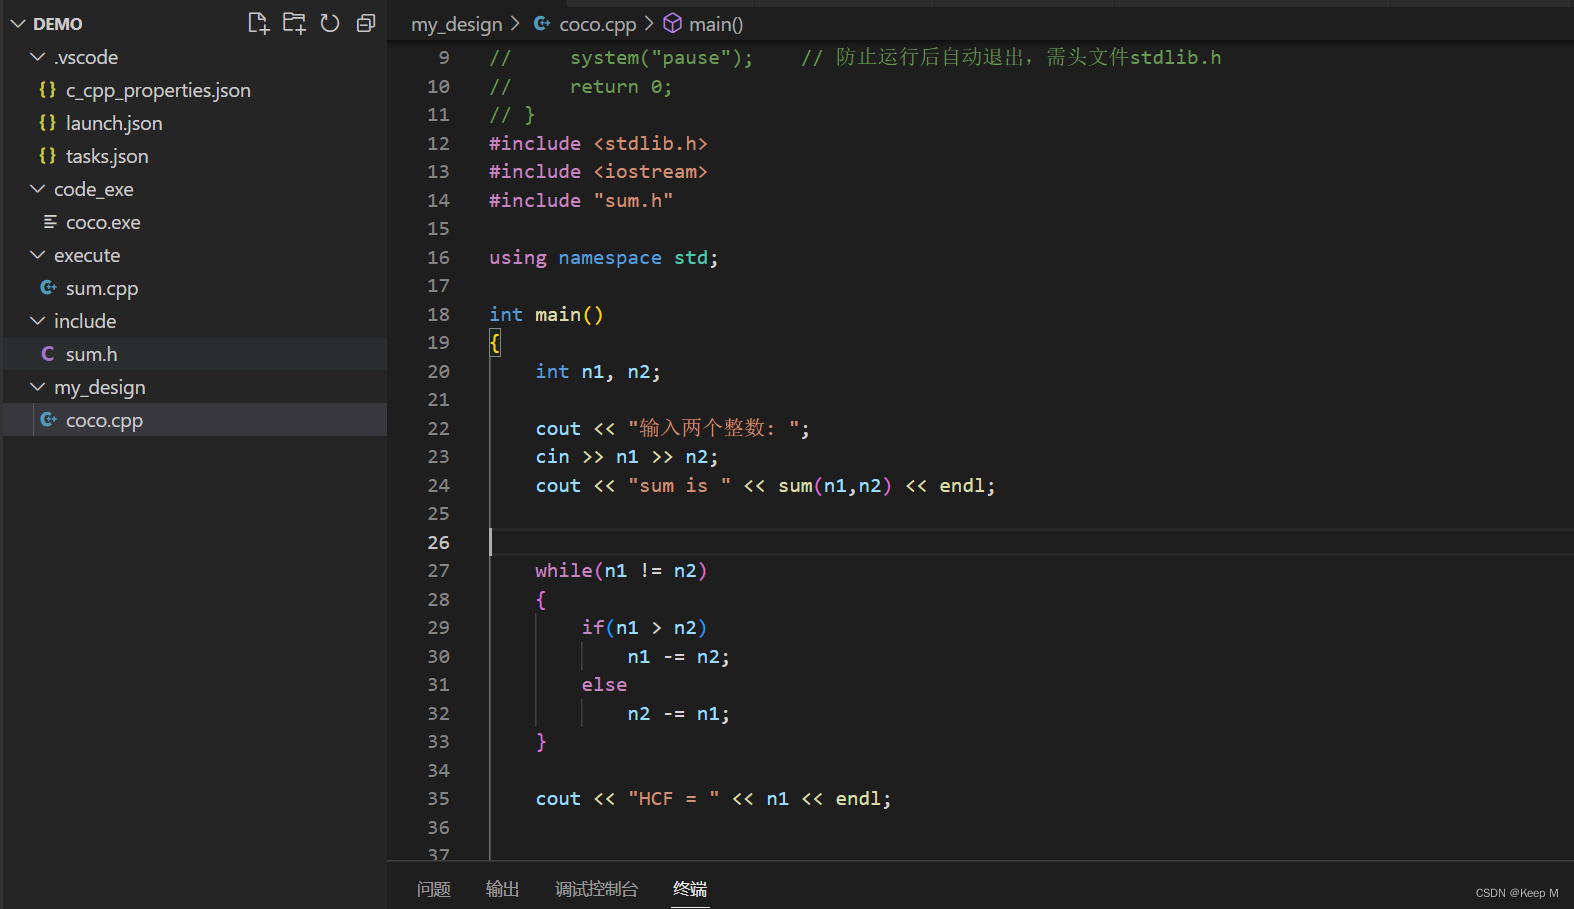 DEMO
.vscode
{} c_cpp_properties.json
{} launch.json
{} tasks.json
code_exe
coco.exe
execute
sum.cpp
include
C sum.h
my_design
coco.cpp
my_design > coco.cpp > main()
9 //     system("pause");    // 防止运行后自动退出，需头文件stdlib.h
10 //     return 0;
11 // }
12 #include <stdlib.h>
13 #include <iostream>
14 #include "sum.h"
15
16 using namespace std;
17
18 int main()
19 {
20     int n1, n2;
21
22     cout << "输入两个整数: ";
23     cin >> n1 >> n2;
24     cout << "sum is " << sum(n1,n2) << endl;
25
26
27     while(n1 != n2)
28     {
29         if(n1 > n2)
30             n1 -= n2;
31         else
32             n2 -= n1;
33     }
34
35     cout << "HCF = " << n1 << endl;
36
37
问题 输出 调试控制台 终端
CSDN @Keep M